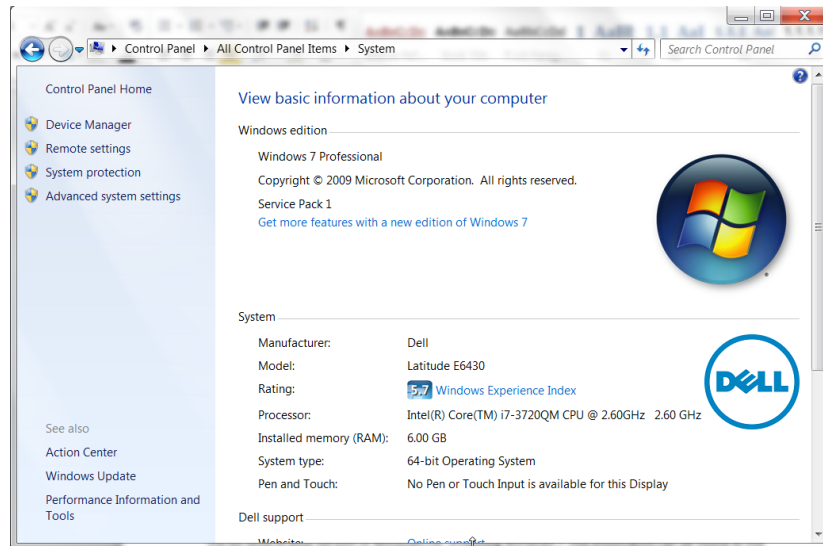 Control Panel ▸ All Control Panel Items ▸ System
Search Control Panel
Control Panel Home
Device Manager
Remote settings
System protection
Advanced system settings
See also
Action Center
Windows Update
Performance Information and
Tools
View basic information about your computer
Windows edition
Windows 7 Professional
Copyright © 2009 Microsoft Corporation. All rights reserved.
Service Pack 1
Get more features with a new edition of Windows 7
System
Manufacturer: Dell
Model: Latitude E6430
Rating: 5.7 Windows Experience Index
Processor: Intel(R) Core(TM) i7-3720QM CPU @ 2.60GHz 2.60 GHz
Installed memory (RAM): 6.00 GB
System type: 64-bit Operating System
Pen and Touch: No Pen or Touch Input is available for this Display
DELL
Dell support
Website: Online support